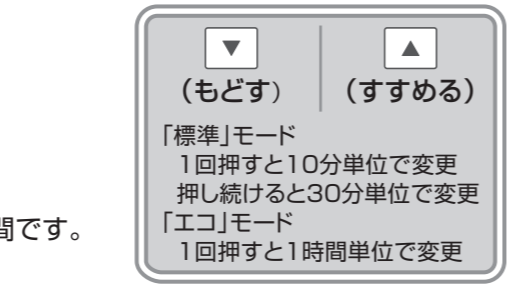 ▼ ▲
(もどす) (すすめる)
「標準」モード
1回押すと10分単位で変更
押し続けると30分単位で変更
「エコ」モード
1回押すと1時間単位で変更
間です。